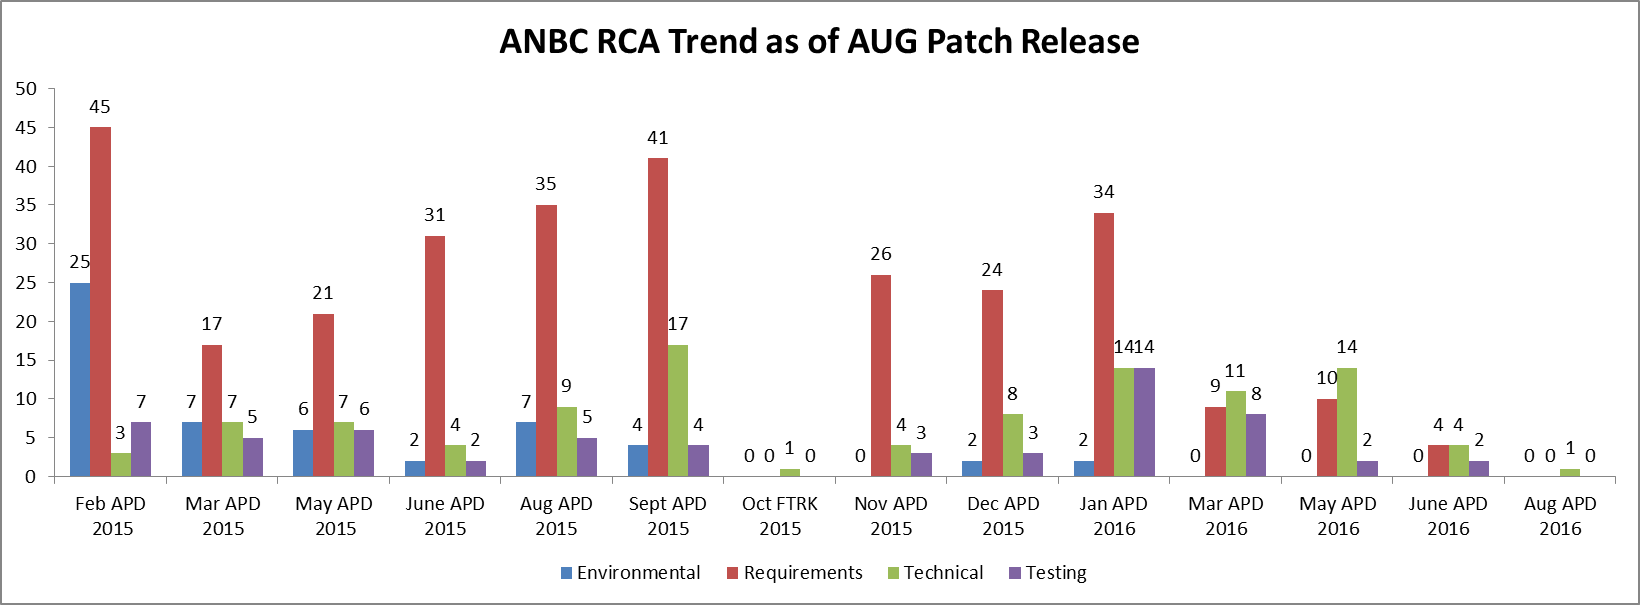 ANBC RCA Trend as of AUG Patch Release
50
45
40
35
30
25
20
15
10
5
0
25 45 3 7
7 17 7 5
6 21 7 6
2 31 4 2
7 35 9 5
4 41 17 4
0 0 1 0
0 26 4 3
2 24 8 3
2 34 14 14
0 9 11 8
0 10 14 2
0 4 4 2
0 0 1 0
Feb APD Mar APD May APD June APD Aug APD Sept APD Oct FTRK Nov APD Dec APD Jan APD Mar APD May APD June APD Aug APD
2015 2015 2015 2015 2015 2015 2015 2015 2015 2016 2016 2016 2016 2016
Environmental Requirements Technical Testing